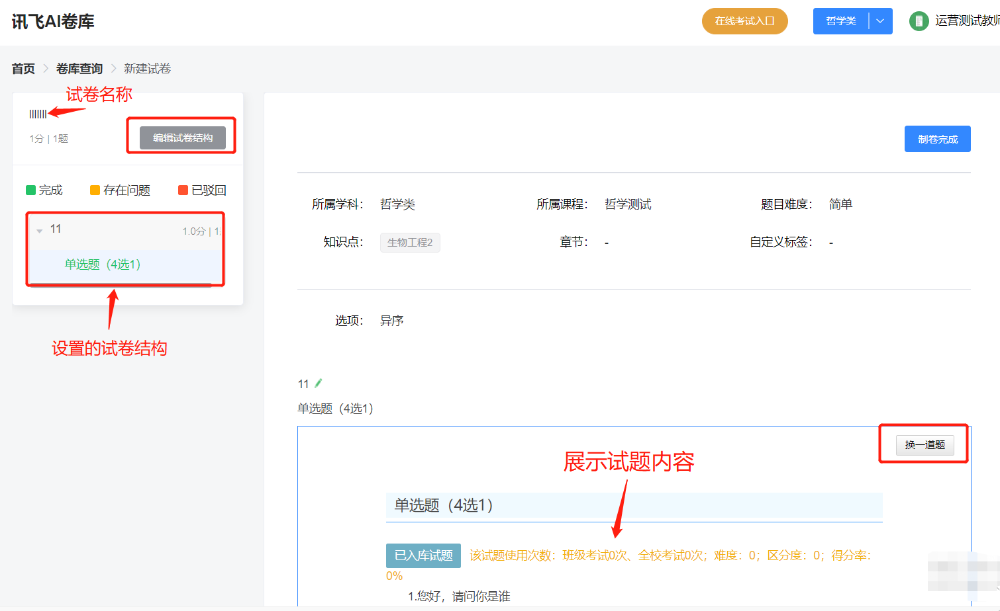 讯飞AI卷库
在线考试入口
哲学类
运营测试教师
首页 > 卷库查询 > 新建试卷
试卷名称
lllllll
1分 | 1题
编辑试卷结构
制卷完成
完成 存在问题 已驳回
11
1.0分 | 1
单选题（4选1）
设置的试卷结构
所属学科： 哲学类 所属课程： 哲学测试 题目难度： 简单
知识点： 生物工程2 章节： - 自定义标签： -
选项： 异序
11
单选题（4选1）
换一道题
展示试题内容
单选题（4选1）
已入库试题 该试题使用次数：班级考试0次、全校考试0次；难度：0；区分度：0；得分率：
0%
1.您好，请问你是谁